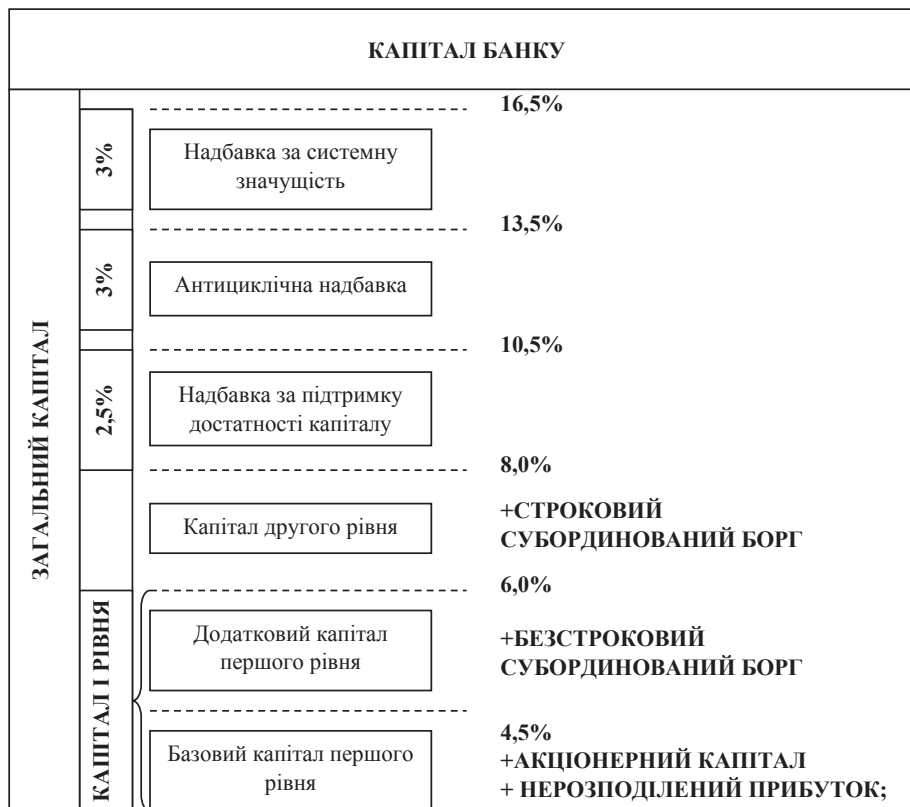 КАПІТАЛ БАНКУ
ЗАГАЛЬНИЙ КАПІТАЛ
16,5%
3%
Надбавка за системну
значущість
13,5%
3%
Антициклічна надбавка
10,5%
2,5%
Надбавка за підтримку
достатності капіталу
8,0%
Капітал другого рівня
+СТРОКОВИЙ
СУБОРДИНОВАНИЙ БОРГ
6,0%
КАПІТАЛ І РІВНЯ
Додатковий капітал
першого рівня
+БЕЗСТРОКОВИЙ
СУБОРДИНОВАНИЙ БОРГ
4,5%
Базовий капітал першого
рівня
+АКЦІОНЕРНИЙ КАПІТАЛ
+ НЕРОЗПОДІЛЕНИЙ ПРИБУТОК;